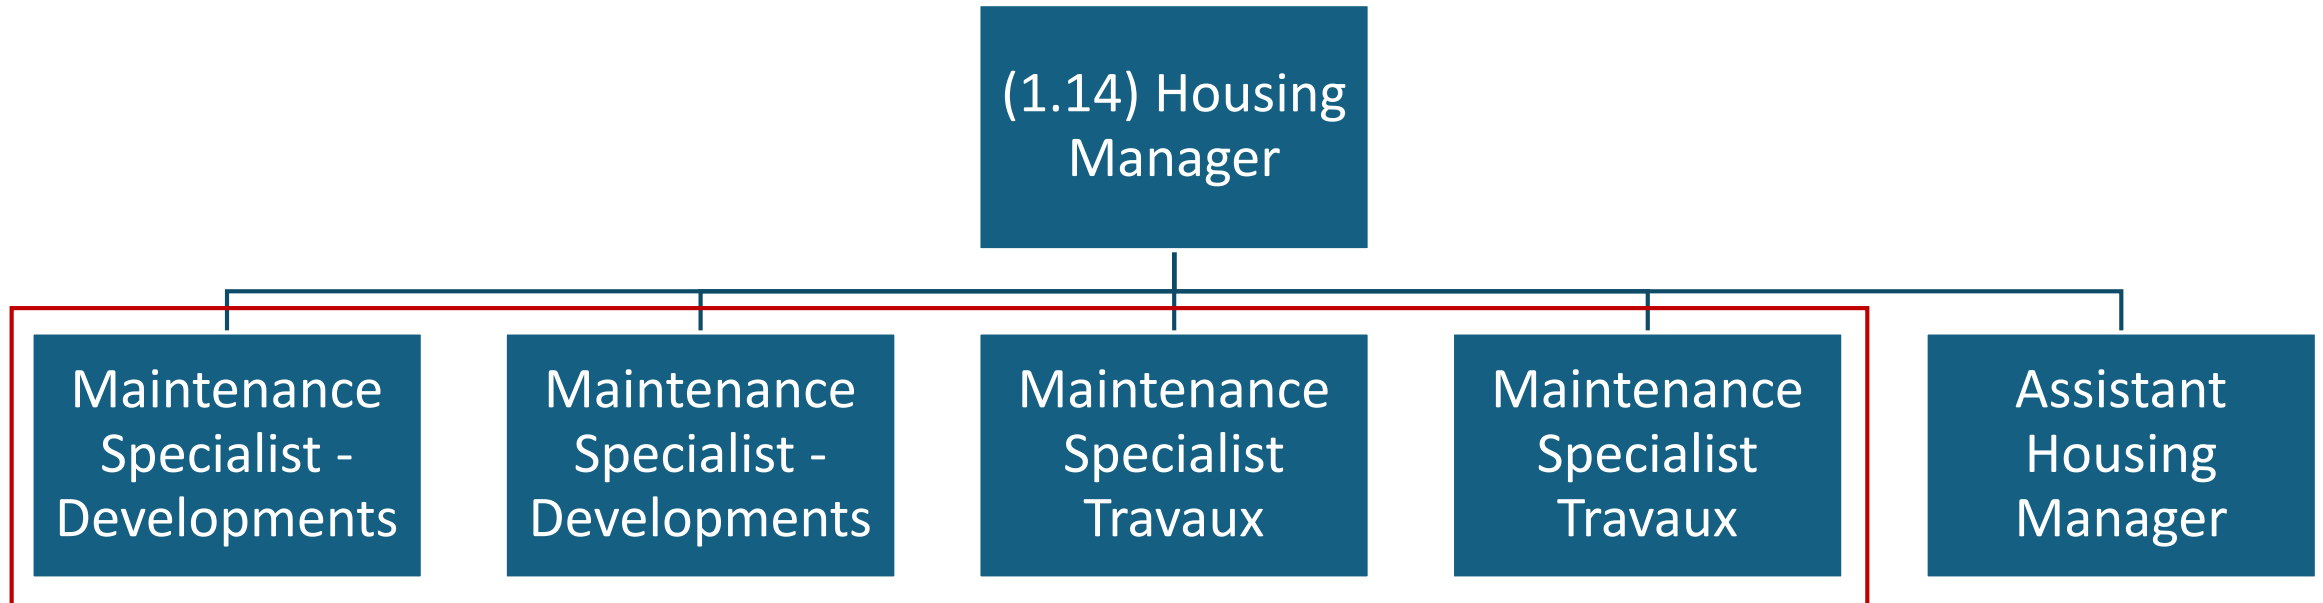 (1.14) Housing
Manager
Maintenance
Specialist -
Developments
Maintenance
Specialist -
Developments
Maintenance
Specialist
Travaux
Maintenance
Specialist
Travaux
Assistant
Housing
Manager